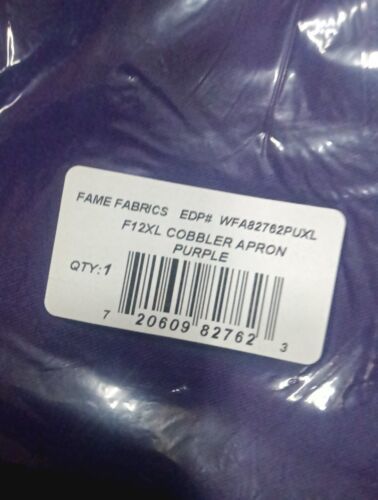 FAME FABRICS EDP# WFA82762PUXL
F12XL COBBLER APRON
PURPLE
QTY:1
7 20609 82762 3